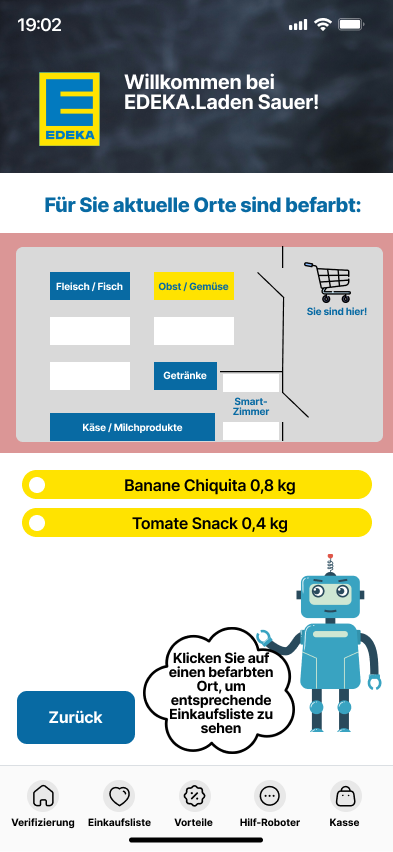 19:02
Willkommen bei
EDEKA.Laden Sauer!
EDEKA
Für Sie aktuelle Orte sind befarbt:
Fleisch / Fisch
Obst / Gemüse
Sie sind hier!
Getränke
Smart-
Zimmer
Käse / Milchprodukte
Banane Chiquita 0,8 kg
Tomate Snack 0,4 kg
Klicken Sie auf
einen befarbten
Ort, um
entsprechende
Einkaufsliste zu
sehen
Zurück
Verifizierung
Einkaufsliste
Vorteile
Hilf-Roboter
Kasse